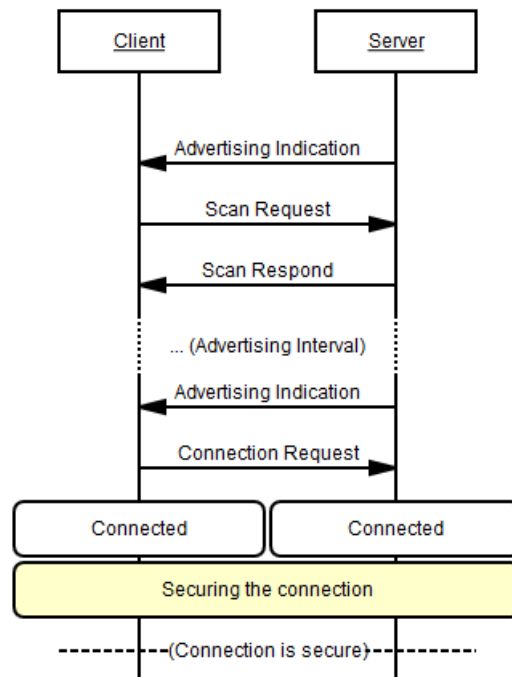 Client Server
Advertising Indication
Scan Request
Scan Respond
... (Advertising Interval)
Advertising Indication
Connection Request
Connected Connected
Securing the connection
(Connection is secure)